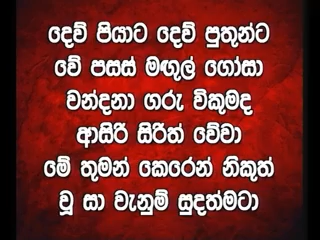 දෙව් පියාට දෙව් පුතුන්ට
වේ පසස් මඟුල් ගෝසා
වන්දනා ගරු විකුමද
ආසිරි සිරිත් වේවා
මේ තුමන් කෙරෙන් නිකුත්
වූ සා වැනුම් සුදත්මටා